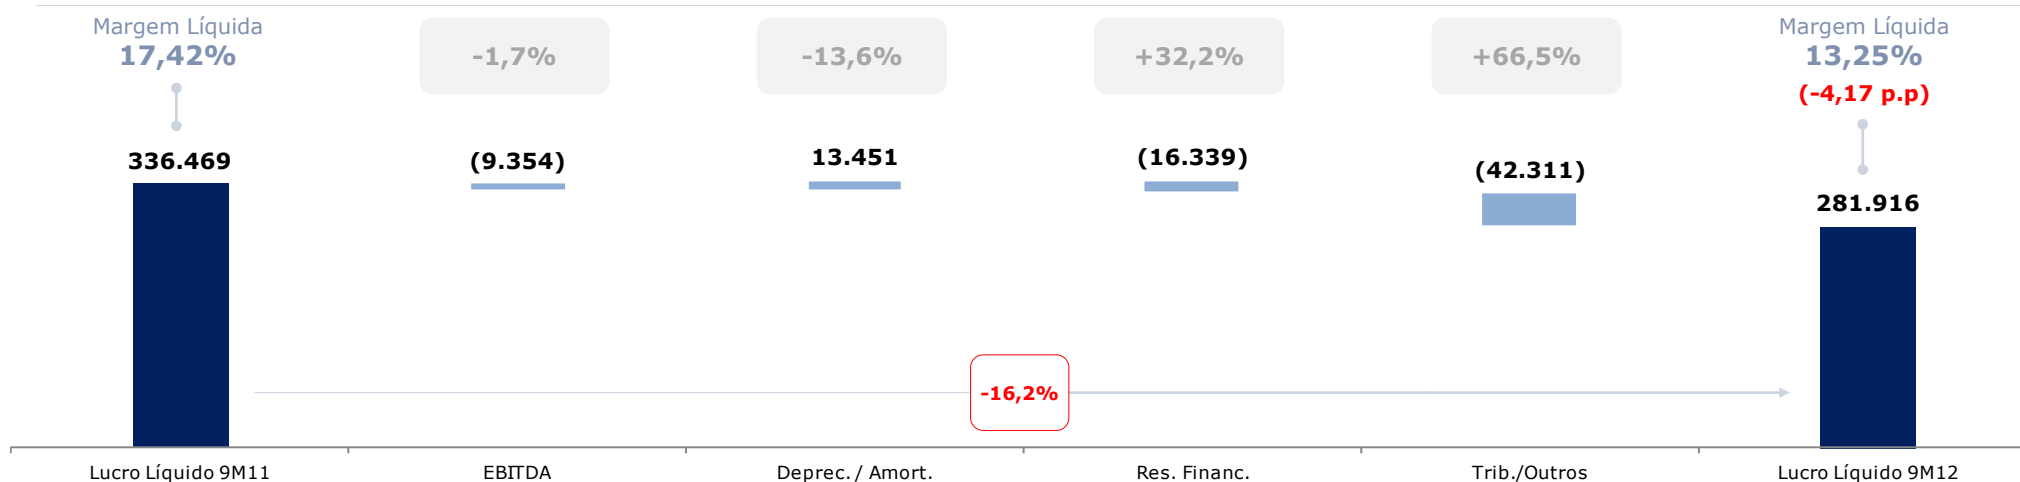 Margem Líquida
17,42%
-1,7%
-13,6%
+32,2%
+66,5%
Margem Líquida
13,25%
(-4,17 p.p)
336.469
(9.354)
13.451
(16.339)
(42.311)
281.916
-16,2%
Lucro Líquido 9M11
EBITDA
Deprec. / Amort.
Res. Financ.
Trib./Outros
Lucro Líquido 9M12